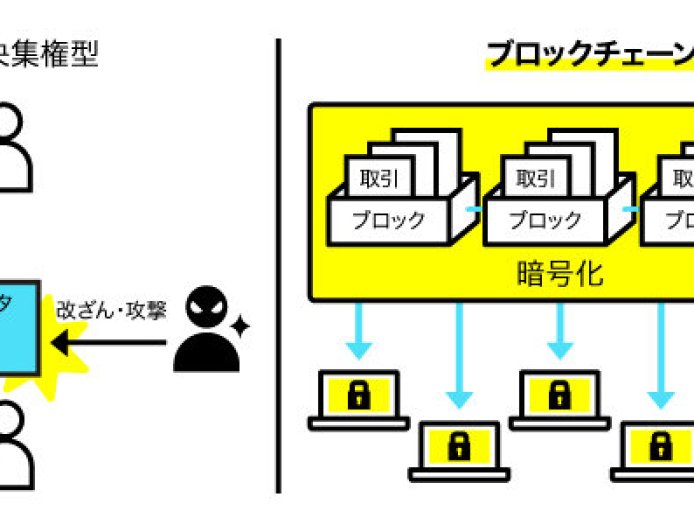 央集権型
タ
改ざん・攻撃
ブロックチェーン
取引
ブロック
取引
ブロック
取
ブロ
暗号化